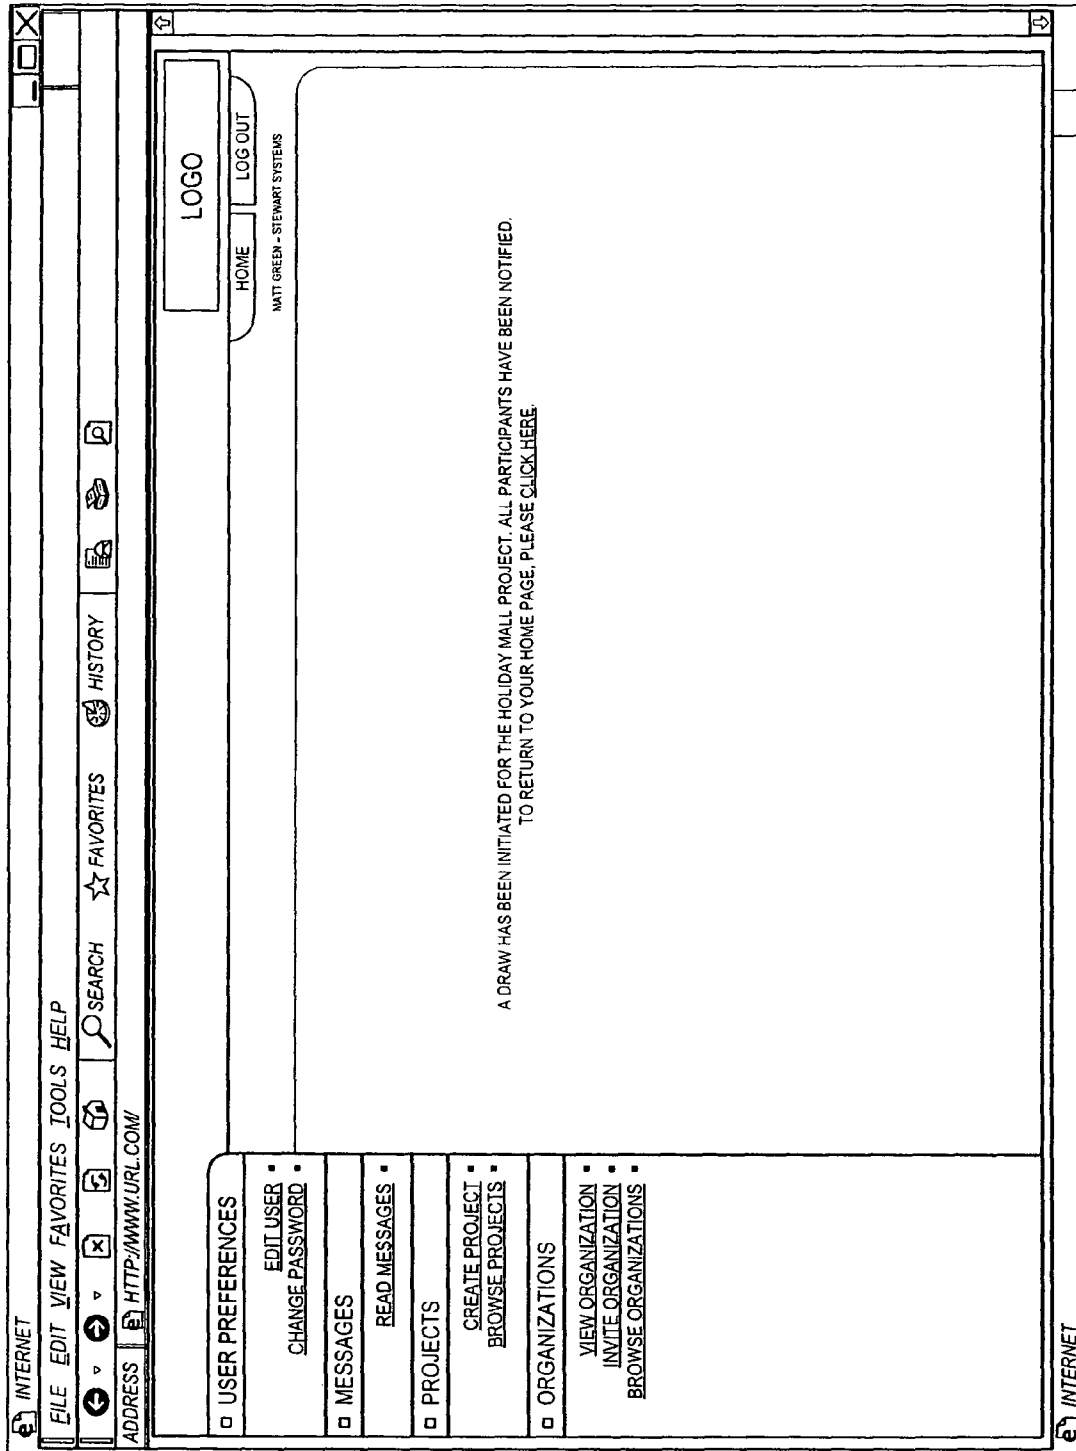 INTERNET
FILE EDIT VIEW FAVORITES TOOLS HELP
SEARCH FAVORITES HISTORY
ADDRESS HTTP://WWW.URL.COM/
LOGO
HOME LOG OUT
MATT GREEN - STEWART SYSTEMS
USER PREFERENCES
EDIT USER
CHANGE PASSWORD
MESSAGES
READ MESSAGES
PROJECTS
CREATE PROJECT
BROWSE PROJECTS
ORGANIZATIONS
VIEW ORGANIZATION
INVITE ORGANIZATION
BROWSE ORGANIZATIONS
A DRAW HAS BEEN INITIATED FOR THE HOLIDAY MALL PROJECT. ALL PARTICIPANTS HAVE BEEN NOTIFIED.
TO RETURN TO YOUR HOME PAGE, PLEASE CLICK HERE.
INTERNET